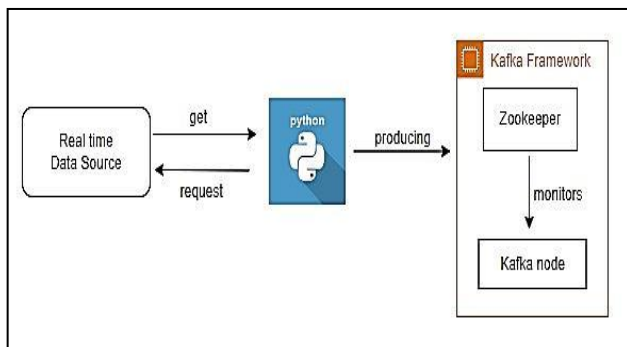 Real time
Data Source
get
request
python
producing
Kafka Framework
Zookeeper
monitors
Kafka node